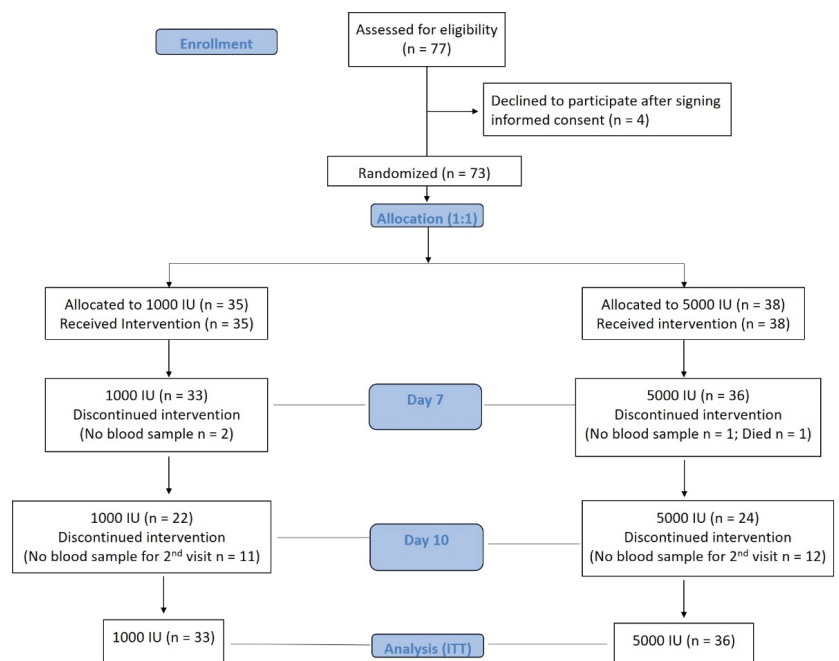 Enrollment
Assessed for eligibility
(n = 77)
Declined to participate after signing
informed consent (n = 4)
Randomized (n = 73)
Allocation (1:1)
Allocated to 1000 IU (n = 35)
Received Intervention (n = 35)
Allocated to 5000 IU (n = 38)
Received intervention (n = 38)
1000 IU (n = 33)
Discontinued intervention
(No blood sample n = 2)
Day 7
5000 IU (n = 36)
Discontinued intervention
(No blood sample n = 1; Died n = 1)
1000 IU (n = 22)
Discontinued intervention
(No blood sample for 2nd visit n = 11)
Day 10
5000 IU (n = 24)
Discontinued intervention
(No blood sample for 2nd visit n = 12)
1000 IU (n = 33)
Analysis (ITT)
5000 IU (n = 36)